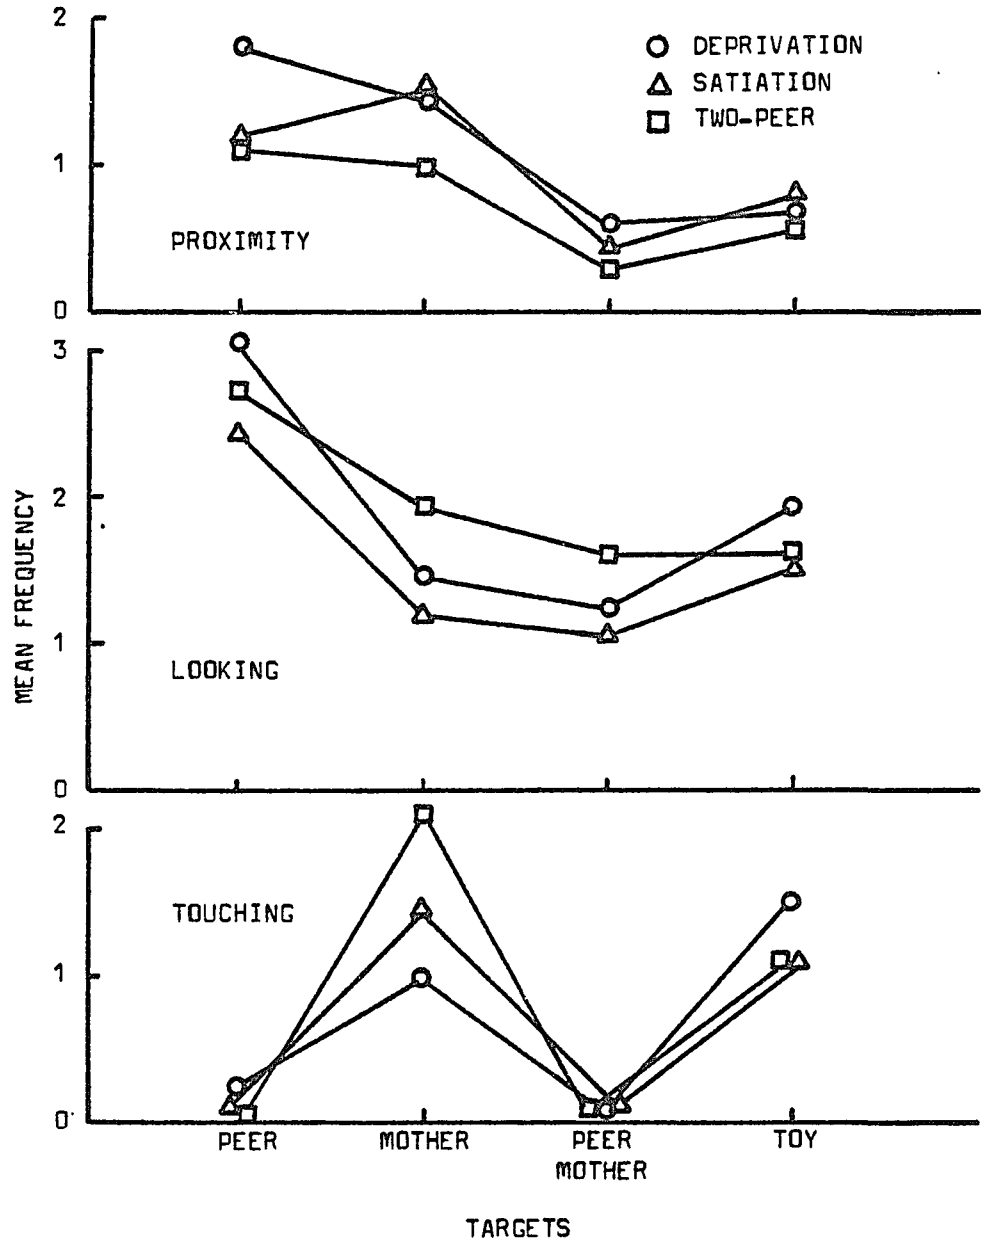 2
DEPRIVATION
SATIATION
TWO-PEER
1
PROXIMITY
0
3
2
MEAN FREQUENCY
1
LOOKING
0
2
TOUCHING
1
0
PEER MOTHER PEER TOY
MOTHER
TARGETS